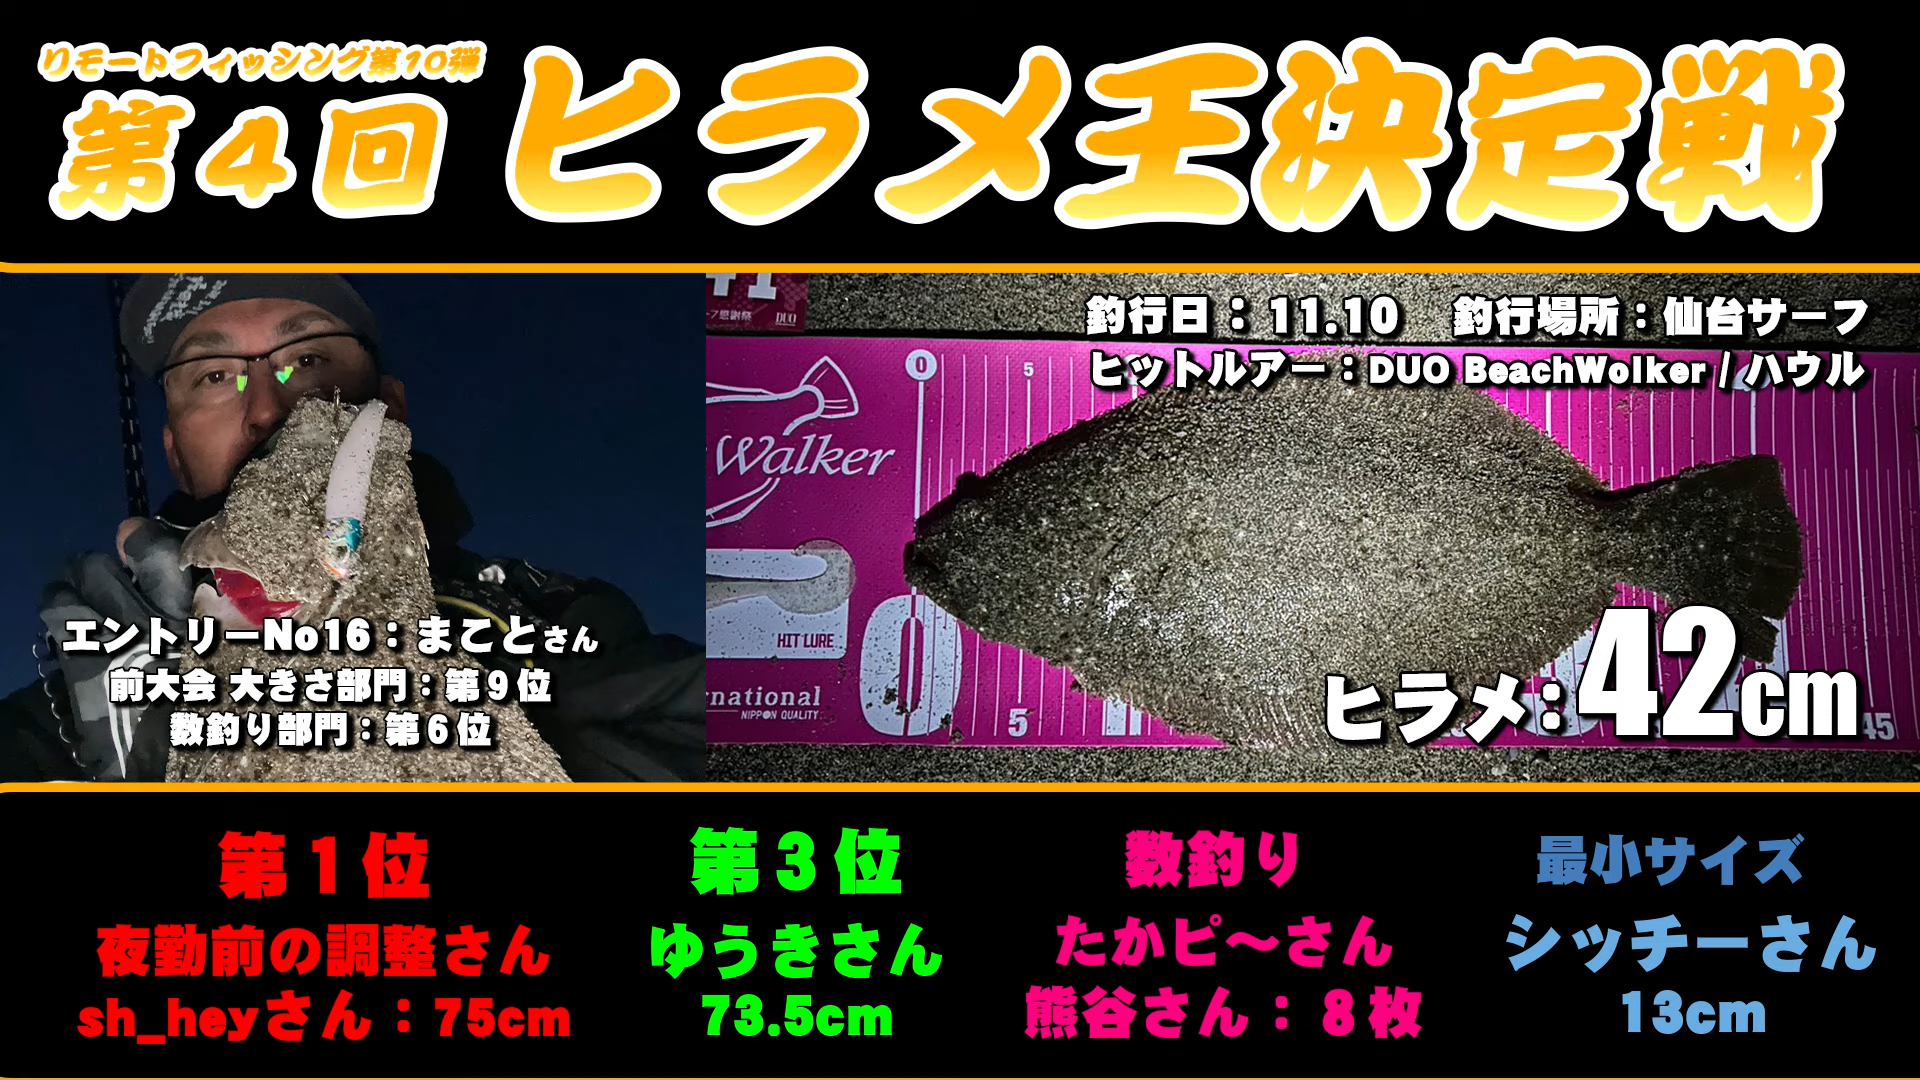 リモートフィッシング第10弾
第4回 ヒラメ王決定戦
釣行日：11.10 釣行場所：仙台サーフ
ヒットルアー：DUO BeachWolker / ハウル
DUO
0
5
Walker
HIT LURE
NIPPON QUALITY
0
5
45
エントリーNo16：まことさん
前大会 大きさ部門：第9位
数釣り部門：第6位
ヒラメ：42cm
第1位
夜勤前の調整さん
sh_heyさん：75cm
第3位
ゆうきさん
73.5cm
数釣り
たかピ～さん
熊谷さん：8枚
最小サイズ
シッチーさん
13cm